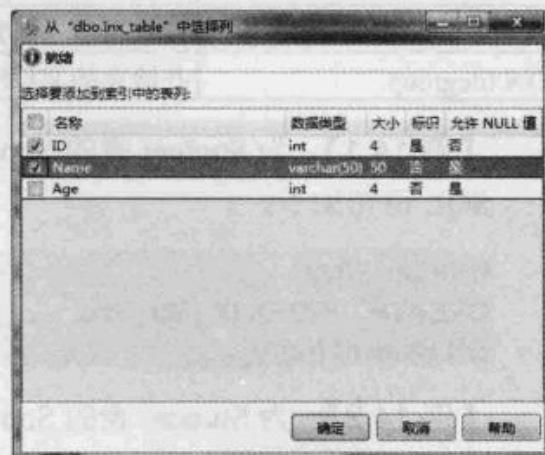 从 "dbo.inx_table" 中选择列
就绪
选择要添加到索引中的表列:
名称 数据类型 大小 标识 允许 NULL 值
ID int 4 是 否
Name varchar(50) 50 否 是
Age int 4 否 是
确定 取消 帮助